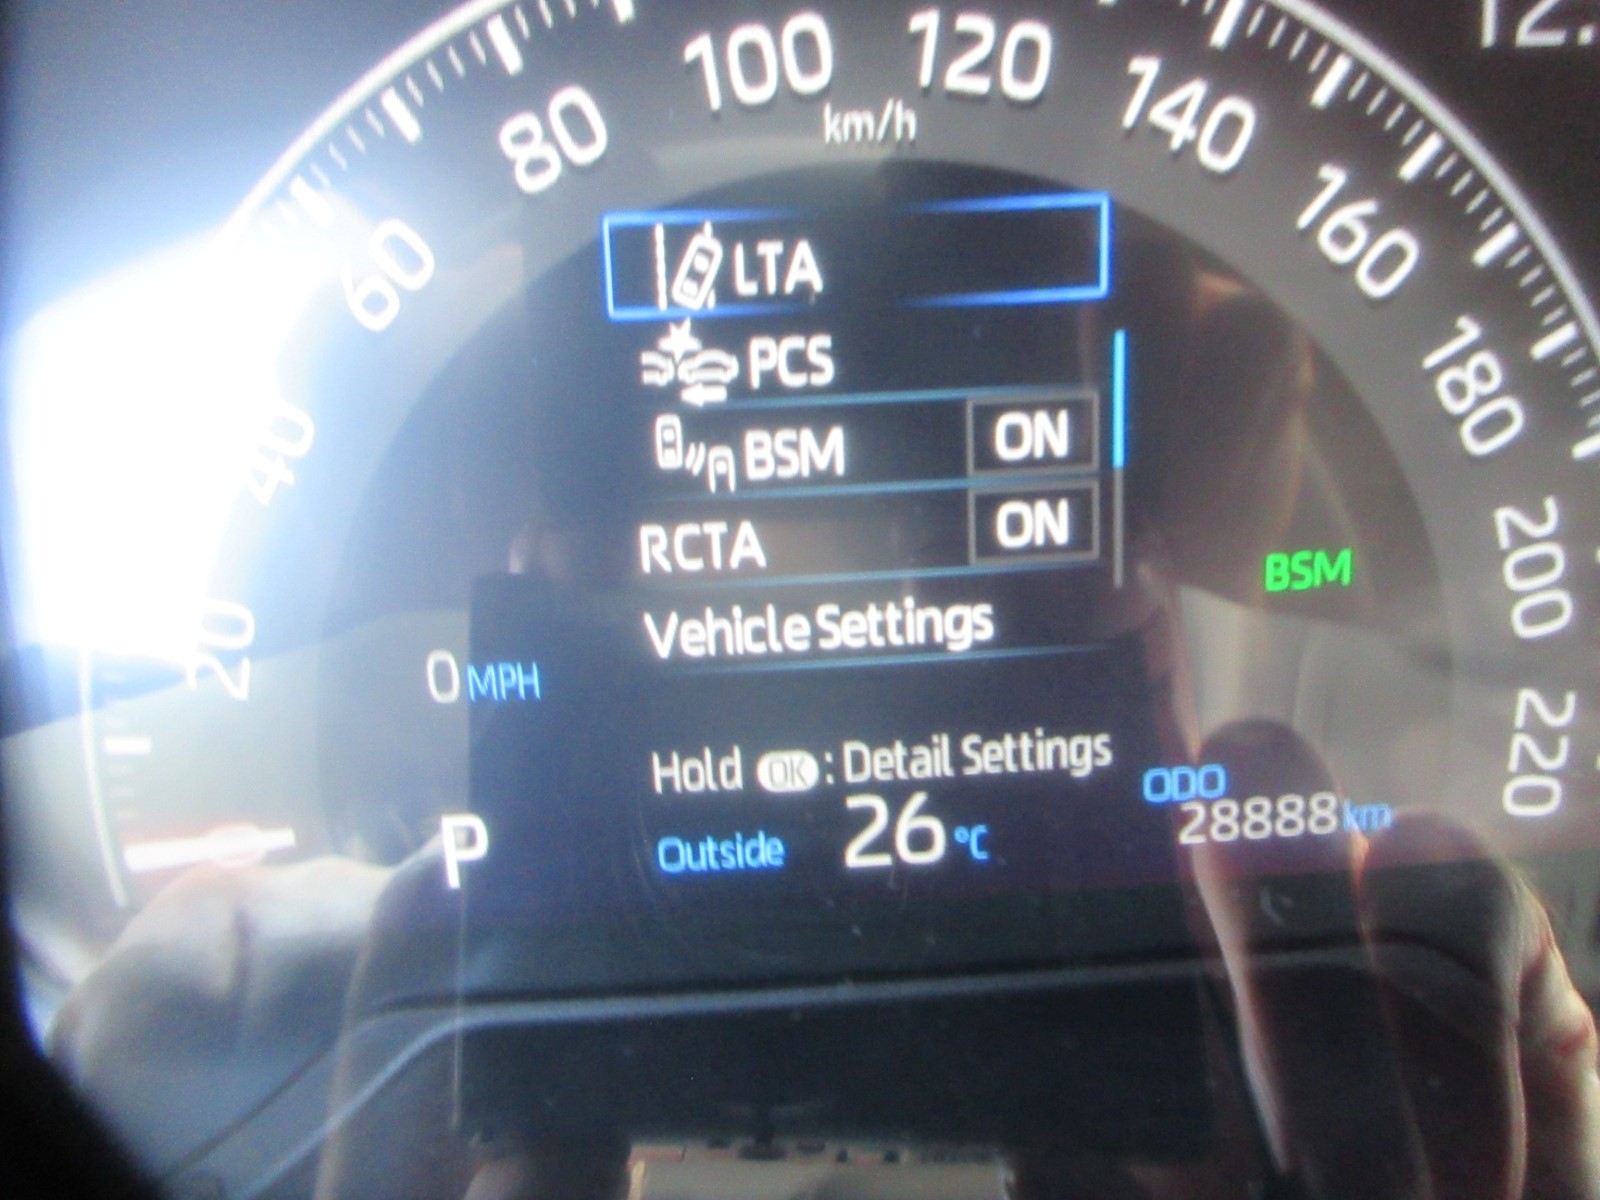 12.
100
120
80
km/h
140
60
160
LTA
PCS
180
40
BSM ON
RCTA ON
200
BSM
20
Vehicle Settings
0 MPH
220
Hold OK : Detail Settings
ODO
28888 km
P
Outside 26 °C